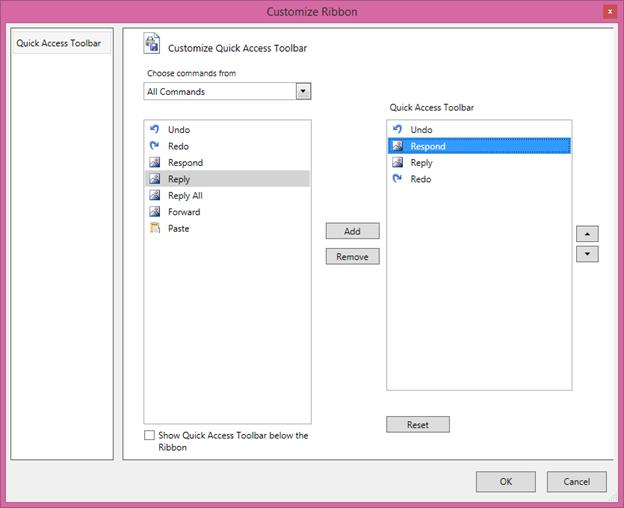 Customize Ribbon
x
Quick Access Toolbar
Customize Quick Access Toolbar
Choose commands from
All Commands
Quick Access Toolbar
Undo
Redo
Respond
Reply
Reply All
Forward
Paste
Undo
Respond
Reply
Redo
Add
Remove
Show Quick Access Toolbar below the
Ribbon
Reset
OK
Cancel